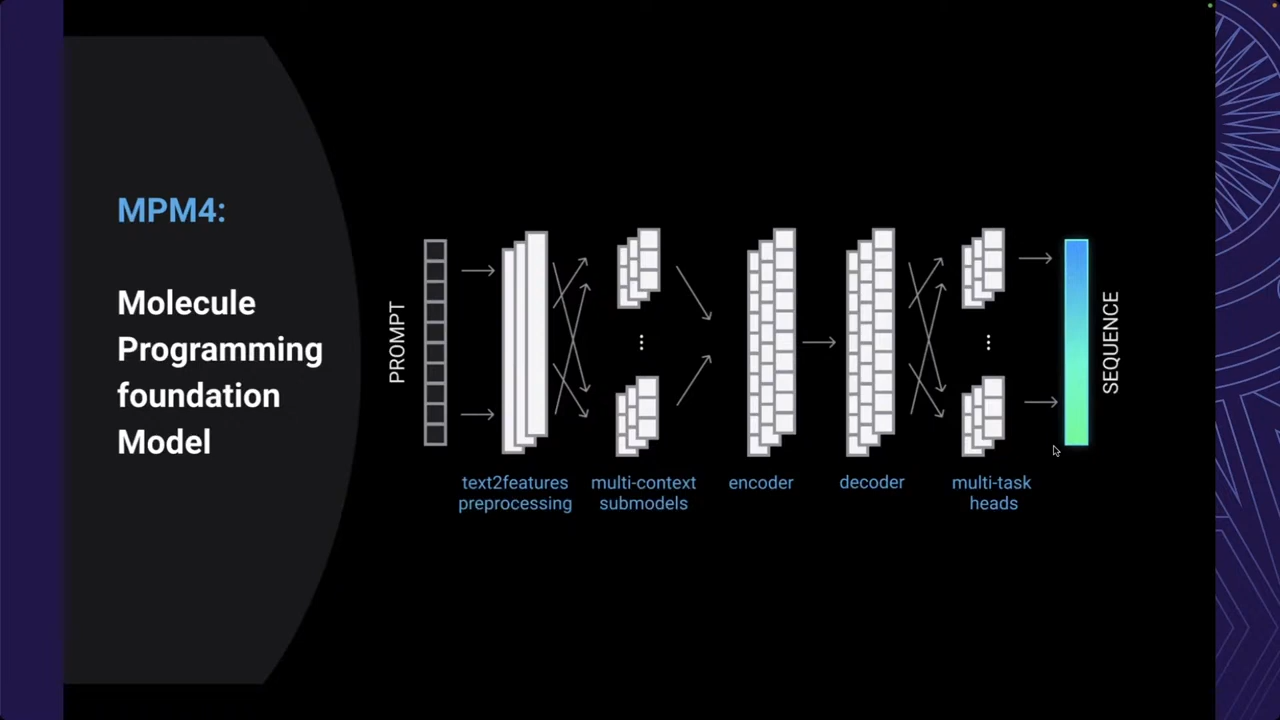 MPM4:
Molecule
Programming
foundation
Model
PROMPT
text2features
preprocessing
multi-context
submodels
encoder
decoder
multi-task
heads
SEQUENCE